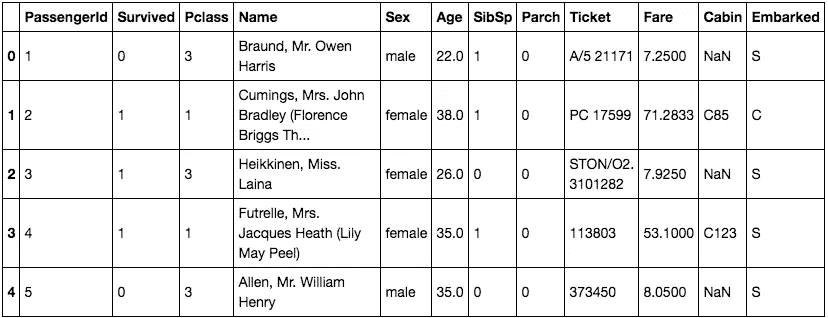 PassengerId Survived Pclass Name Sex Age SibSp Parch Ticket Fare Cabin Embarked
0 1 0 3 Braund, Mr. Owen Harris male 22.0 1 0 A/5 21171 7.2500 NaN S
1 2 1 1 Cumings, Mrs. John Bradley (Florence Briggs Th... female 38.0 1 0 PC 17599 71.2833 C85 C
2 3 1 3 Heikkinen, Miss. Laina female 26.0 0 0 STON/O2. 3101282 7.9250 NaN S
3 4 1 1 Futrelle, Mrs. Jacques Heath (Lily May Peel) female 35.0 1 0 113803 53.1000 C123 S
4 5 0 3 Allen, Mr. William Henry male 35.0 0 0 373450 8.0500 NaN S